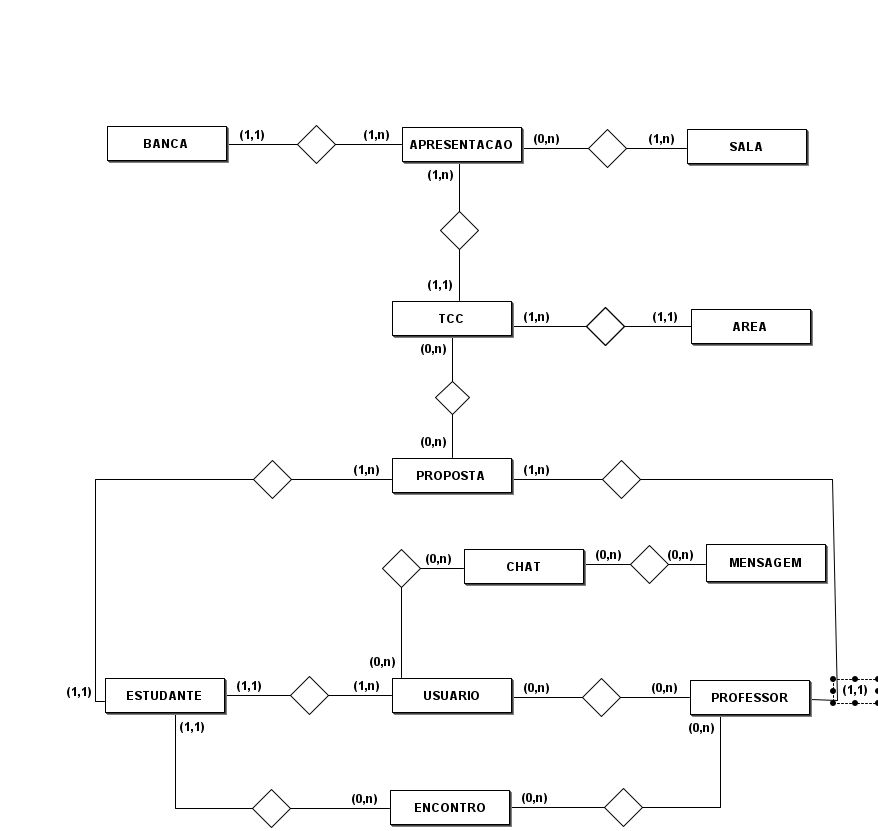 (1,1) (1,n) (0,n) (1,n)
BANCA APRESENTACAO SALA
(1,n)
(1,1)
TCC (1,n) (1,1) AREA
(0,n)
(0,n)
(1,n) PROPOSTA (1,n)
(0,n) CHAT (0,n) (0,n) MENSAGEM
(0,n)
(1,1) ESTUDANTE (1,1) (1,n) USUARIO (0,n) (0,n) PROFESSOR (1,1)
(1,1) (0,n)
(0,n) ENCONTRO (0,n)